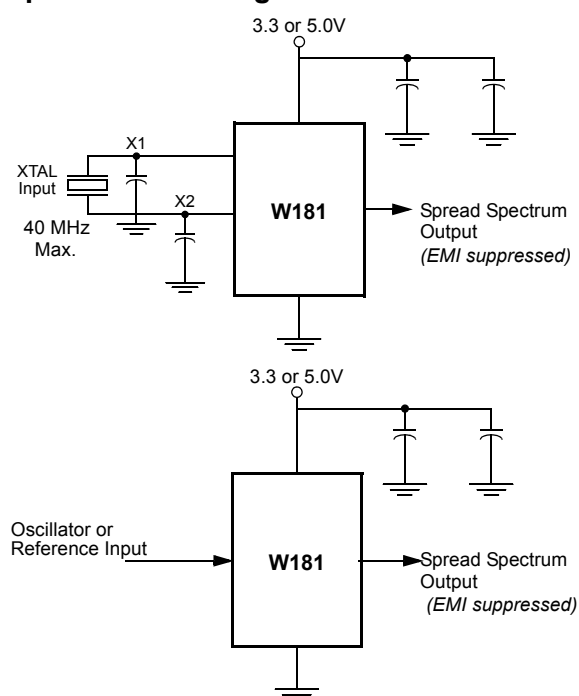 3.3 or 5.0V
X1
XTAL
Input
X2
40 MHz
Max.
W181
Spread Spectrum
Output
(EMI suppressed)
3.3 or 5.0V
Oscillator or
Reference Input
W181
Spread Spectrum
Output
(EMI suppressed)